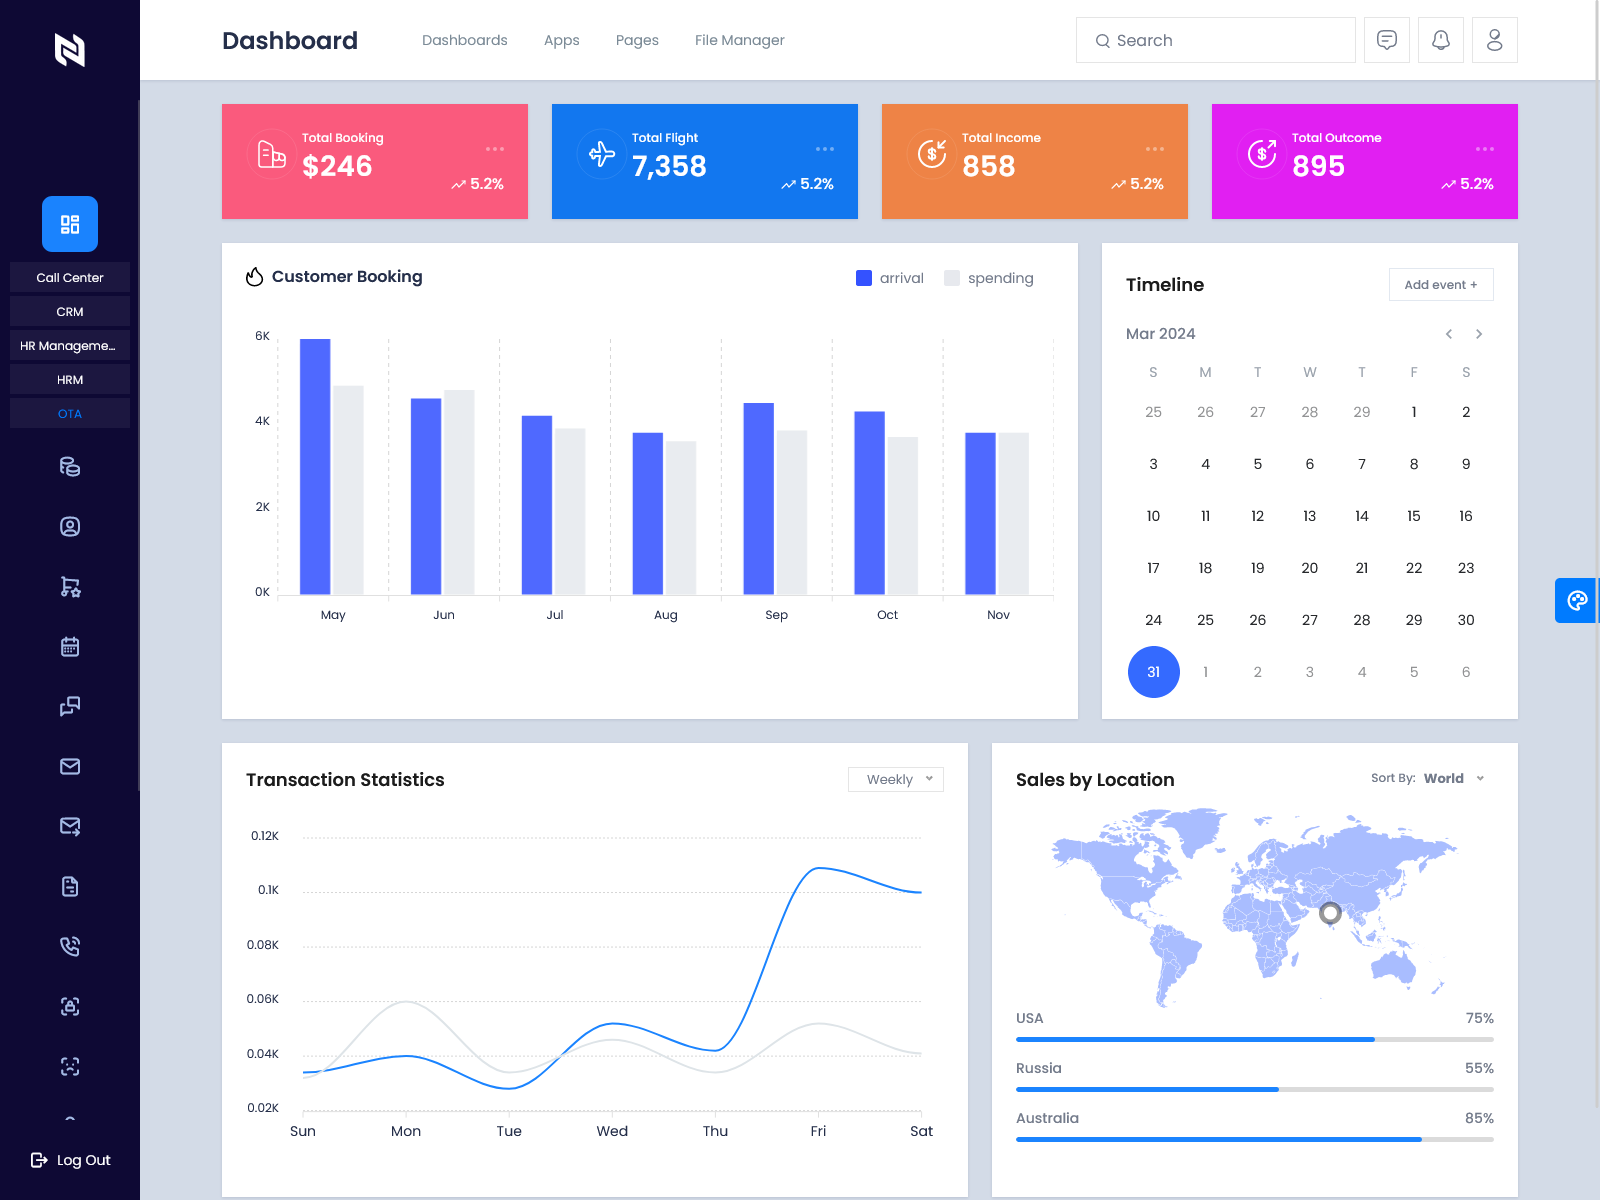 Dashboard
Dashboards
Apps
Pages
File Manager
Search
Call Center
CRM
HR Manageme...
HRM
OTA
Log Out
Total Booking
$246
5.2%
Total Flight
7,358
5.2%
Total Income
858
5.2%
Total Outcome
895
5.2%
Customer Booking
arrival
spending
6K
4K
2K
0K
May Jun Jul Aug Sep Oct Nov
Timeline
Add event +
Mar 2024
S M T W T F S
25 26 27 28 29 1 2
3 4 5 6 7 8 9
10 11 12 13 14 15 16
17 18 19 20 21 22 23
24 25 26 27 28 29 30
31 1 2 3 4 5 6
Transaction Statistics
Weekly
0.12K
0.1K
0.08K
0.06K
0.04K
0.02K
Sun Mon Tue Wed Thu Fri Sat
Sales by Location
Sort By: World
USA 75%
Russia 55%
Australia 85%